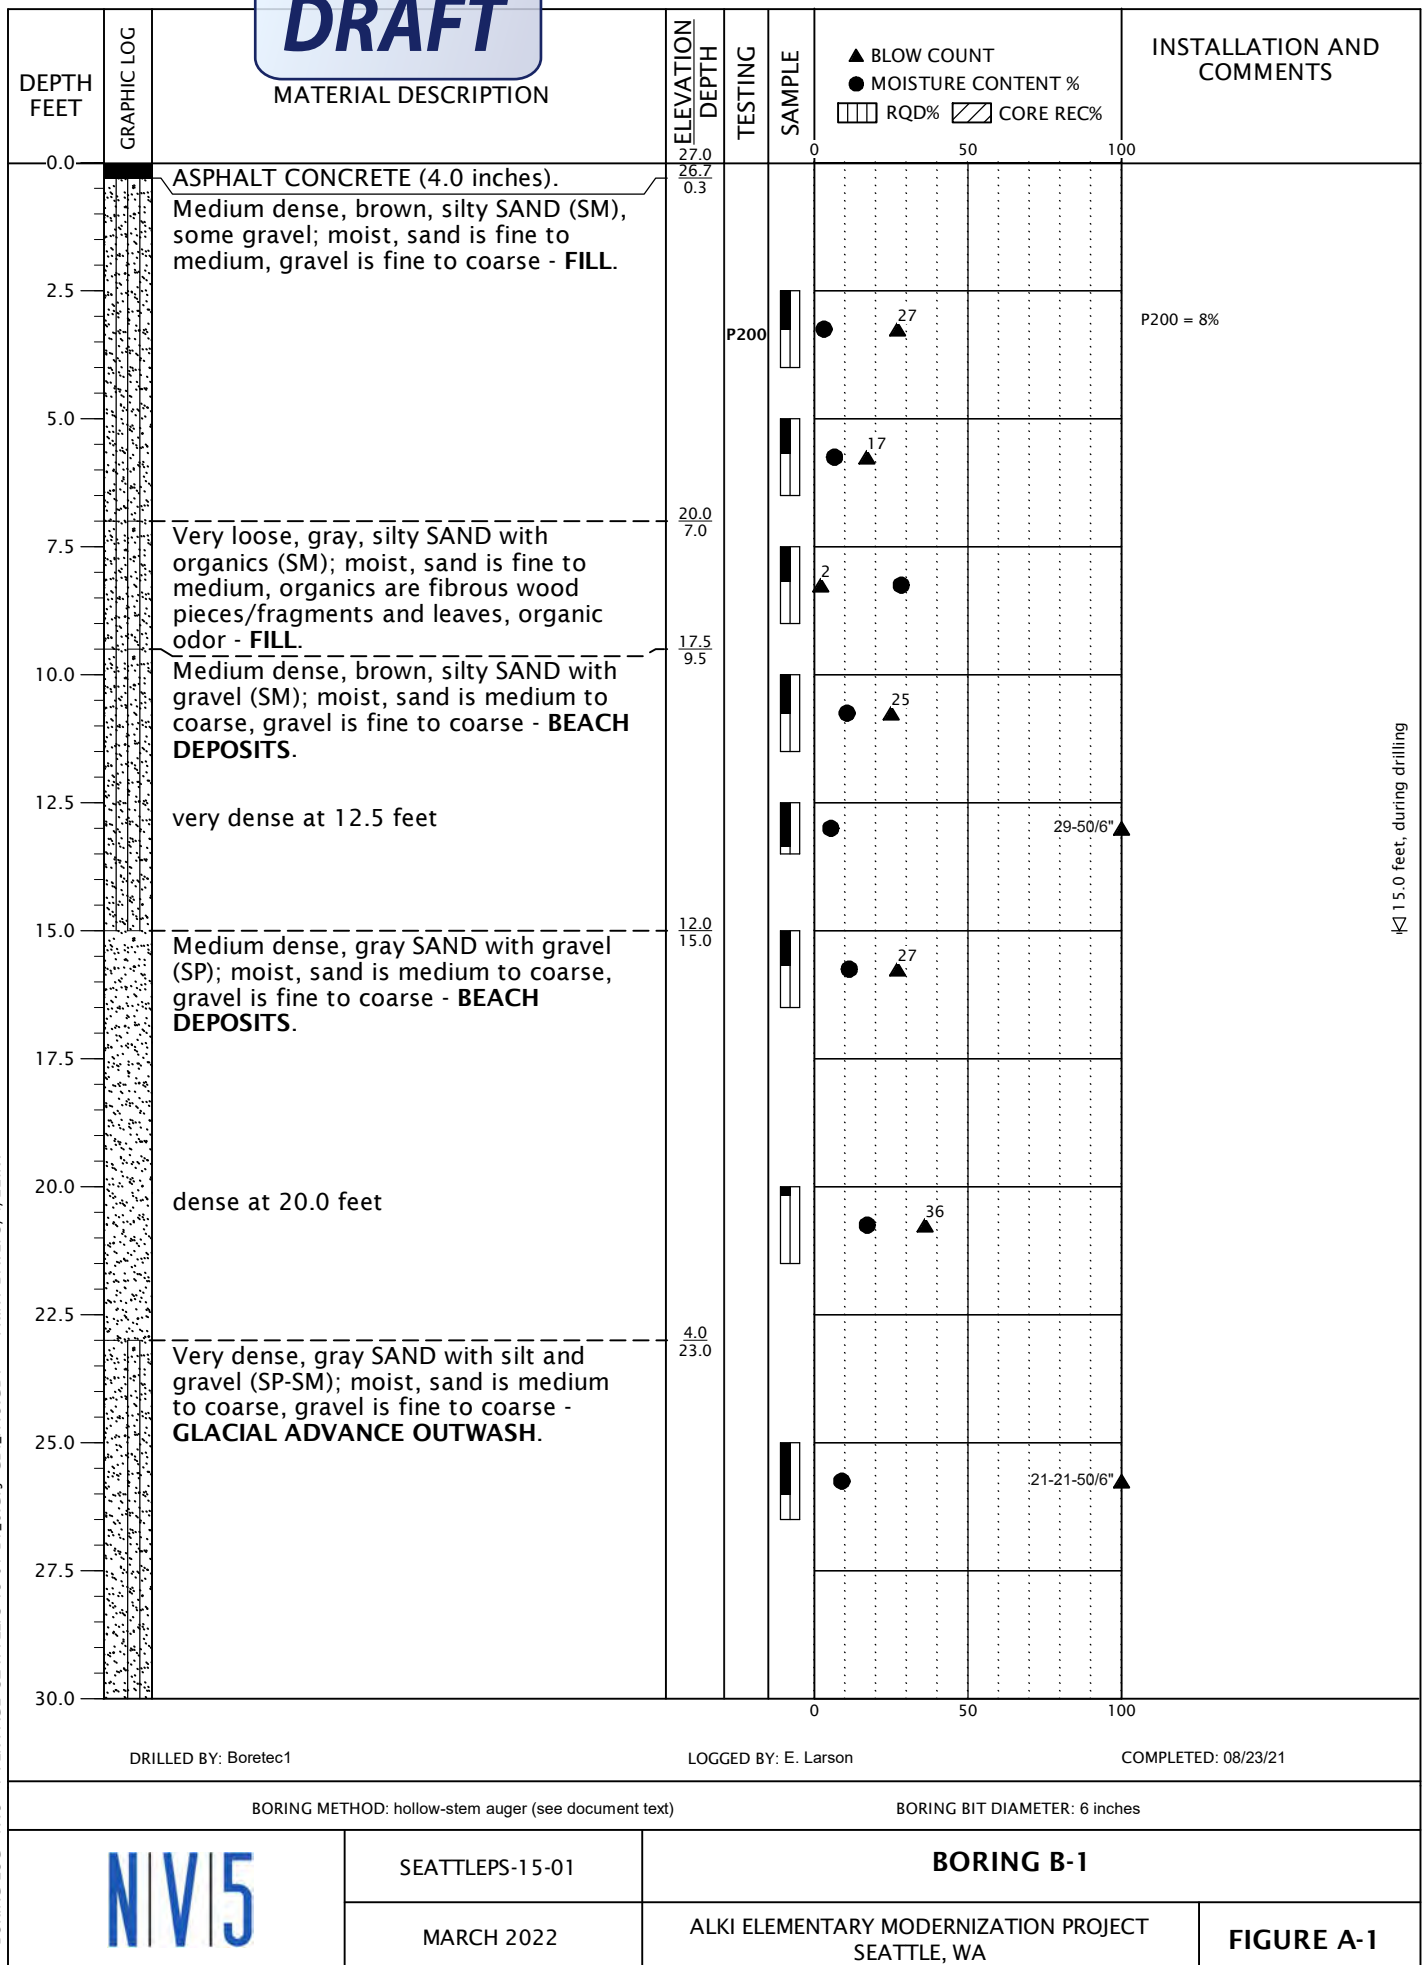 DRAFT
DEPTH
FEET
GRAPHIC LOG
MATERIAL DESCRIPTION
ELEVATION
DEPTH
TESTING
SAMPLE
▲ BLOW COUNT
● MOISTURE CONTENT %
RQD% CORE REC%
INSTALLATION AND
COMMENTS
0 50 100
0.0
27.0
26.7
0.3
ASPHALT CONCRETE (4.0 inches).
Medium dense, brown, silty SAND (SM),
some gravel; moist, sand is fine to
medium, gravel is fine to coarse - FILL.
2.5
P200
27
P200 = 8%
5.0
17
20.0
7.0
7.5
Very loose, gray, silty SAND with
organics (SM); moist, sand is fine to
medium, organics are fibrous wood
pieces/fragments and leaves, organic
odor - FILL.
2
17.5
9.5
10.0
Medium dense, brown, silty SAND with
gravel (SM); moist, sand is medium to
coarse, gravel is fine to coarse - BEACH
DEPOSITS.
25
12.5
very dense at 12.5 feet
29-50/6"
15.0 feet, during drilling
15.0
12.0
15.0
Medium dense, gray SAND with gravel
(SP); moist, sand is medium to coarse,
gravel is fine to coarse - BEACH
DEPOSITS.
27
17.5
20.0
dense at 20.0 feet
36
22.5
4.0
23.0
Very dense, gray SAND with silt and
gravel (SP-SM); moist, sand is medium
to coarse, gravel is fine to coarse -
GLACIAL ADVANCE OUTWASH.
25.0
21-21-50/6"
27.5
30.0
0 50 100
DRILLED BY: Boretec1
LOGGED BY: E. Larson
COMPLETED: 08/23/21
BORING METHOD: hollow-stem auger (see document text)
BORING BIT DIAMETER: 6 inches
N|V|5
SEATTLEPS-15-01
BORING B-1
MARCH 2022
ALKI ELEMENTARY MODERNIZATION PROJECT
SEATTLE, WA
FIGURE A-1